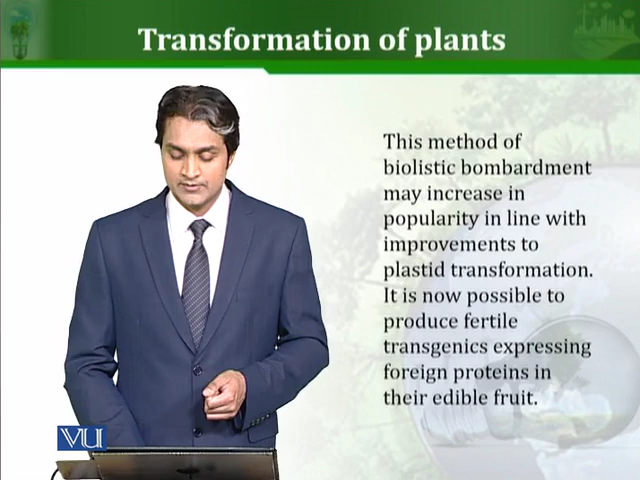 Transformation of plants
This method of
biolistic bombardment
may increase in
popularity in line with
improvements to
plastid transformation.
It is now possible to
produce fertile
transgenics expressing
foreign proteins in
their edible fruit.
VU